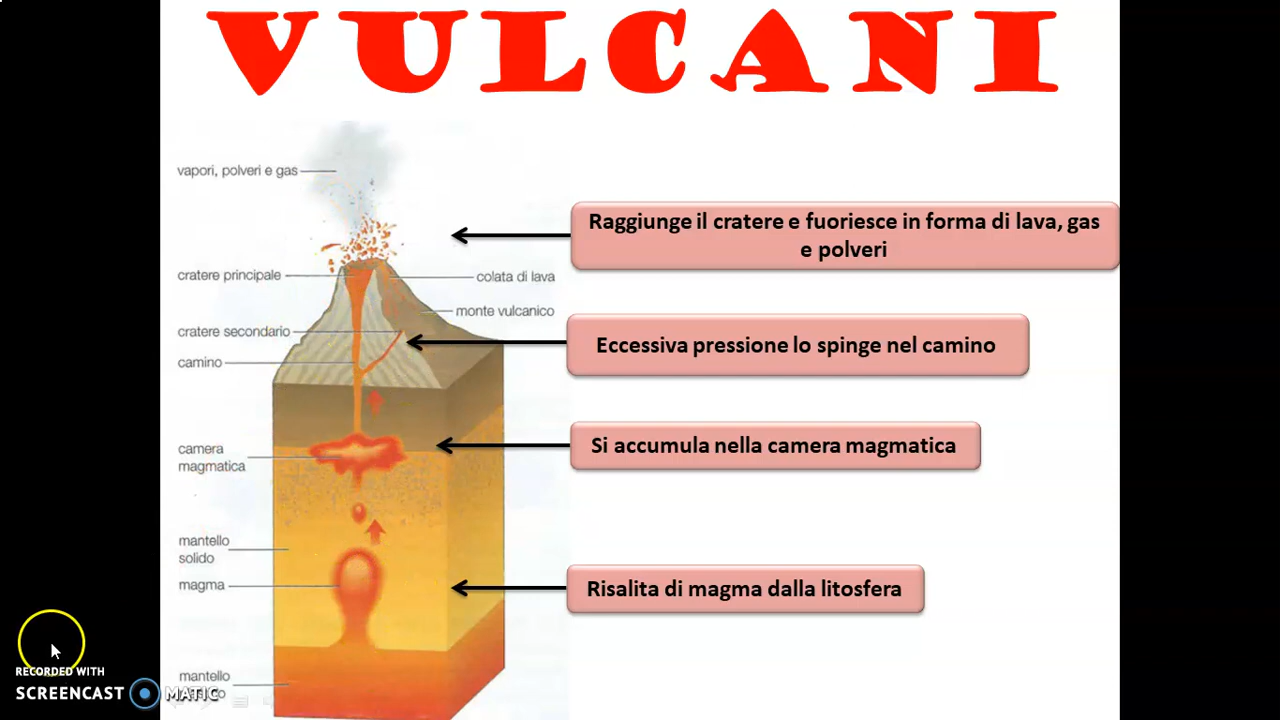 VULCANI
vapori, polveri e gas
Raggiunge il cratere e fuoriesce in forma di lava, gas
e polveri
cratere principale
colata di lava
monte vulcanico
cratere secondario
Eccessiva pressione lo spinge nel camino
camino
camera
magmatica
Si accumula nella camera magmatica
mantello
solido
magma
Risalita di magma dalla litosfera
mantello
RECORDED WITH
SCREENCAST MATIC